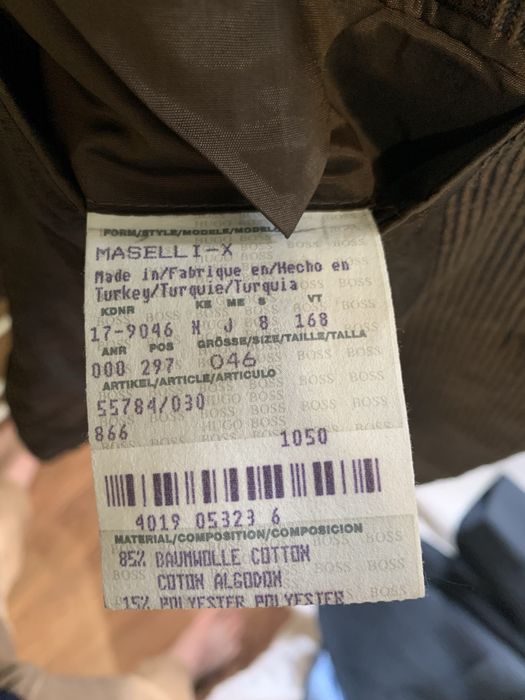 FORM/STYLE/MODELE/MODELO
MASELLI-X
Made in/Fabrique en/Hecho en
Turkey/Turquie/Turquia
KDNR KE ME S VT
17-9046 N J 8 168
ANR POS GRÖSSE/SIZE/TAILLE/TALLA
000 297 046
ARTIKEL/ARTICLE/ARTICULO
55784/030
866
1050
4019 05323 6
MATERIAL/COMPOSITION/COMPOSICION
85% BAUMWOLLE COTTON
COTON ALGODON
15% POLYESTER POLYESTER